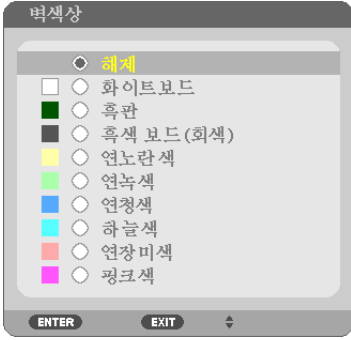 벽색상
해제
화이트보드
흑판
흑색 보드(회색)
연노란색
연녹색
연청색
하늘색
연장미색
핑크색
ENTER EXIT